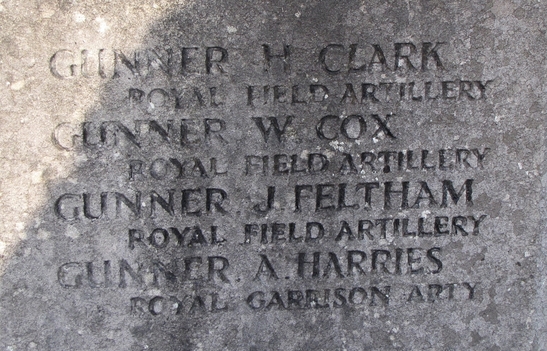 GUNNER H. CLARK
ROYAL FIELD ARTILLERY
GUNNER W. COX
ROYAL FIELD ARTILLERY
GUNNER. J. FELTHAM
ROYAL FIELD ARTILLERY
GUNNER. A. HARRIES
ROYAL GARRISON ARTY